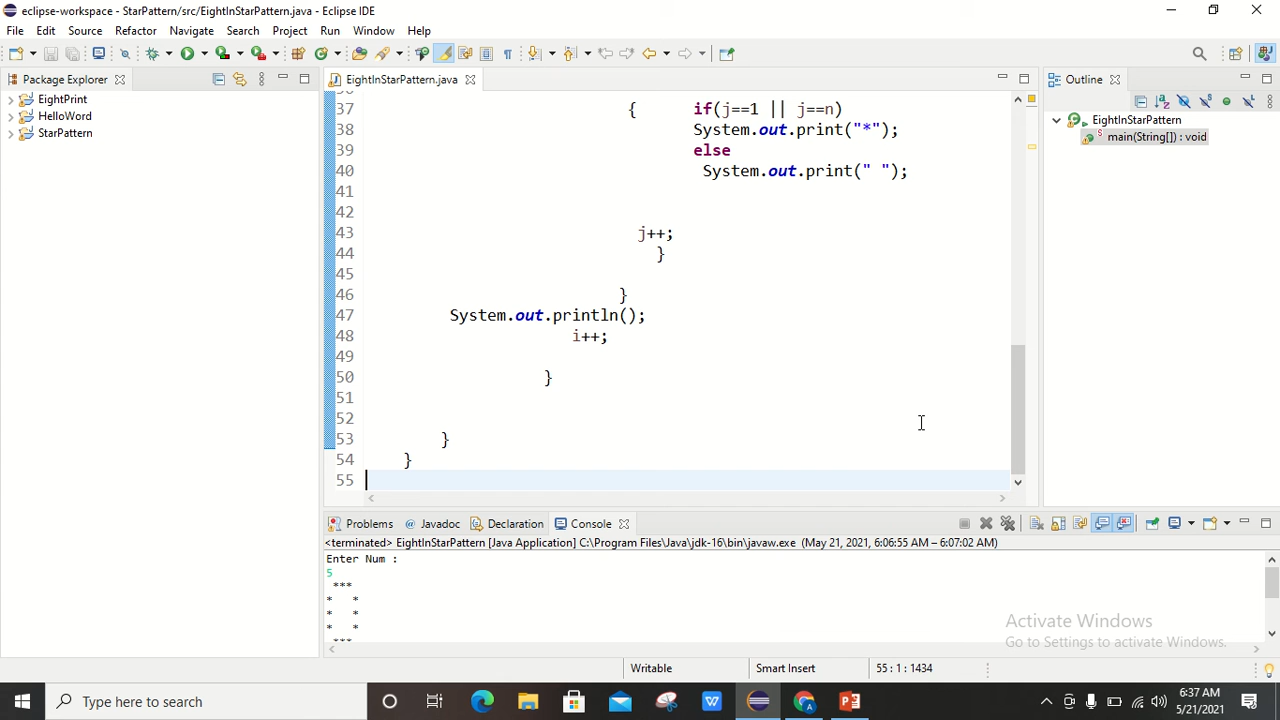 eclipse-workspace - StarPattern/src/EightInStarPattern.java - Eclipse IDE
File Edit Source Refactor Navigate Search Project Run Window Help
Package Explorer
EightInStarPattern.java
Outline
EightPrint
HelloWord
StarPattern
EightInStarPattern
main(String[]) : void
37 { if(j==1 || j==n)
38 System.out.print("*");
39 else
40 System.out.print(" ");
41
42
43 j++;
44 }
45
46 }
47 System.out.println();
48 i++;
49
50 }
51
52
53 }
54 }
55
Problems @ Javadoc Declaration Console
<terminated> EightInStarPattern [Java Application] C:\Program Files\Java\jdk-16\bin\javaw.exe (May 21, 2021, 6:06:55 AM – 6:07:02 AM)
Enter Num :
5
 ***
*   *
*   *
*   *
 ***
Activate Windows
Go to Settings to activate Windows.
Writable Smart Insert 55 : 1 : 1434
Type here to search
6:37 AM
5/21/2021